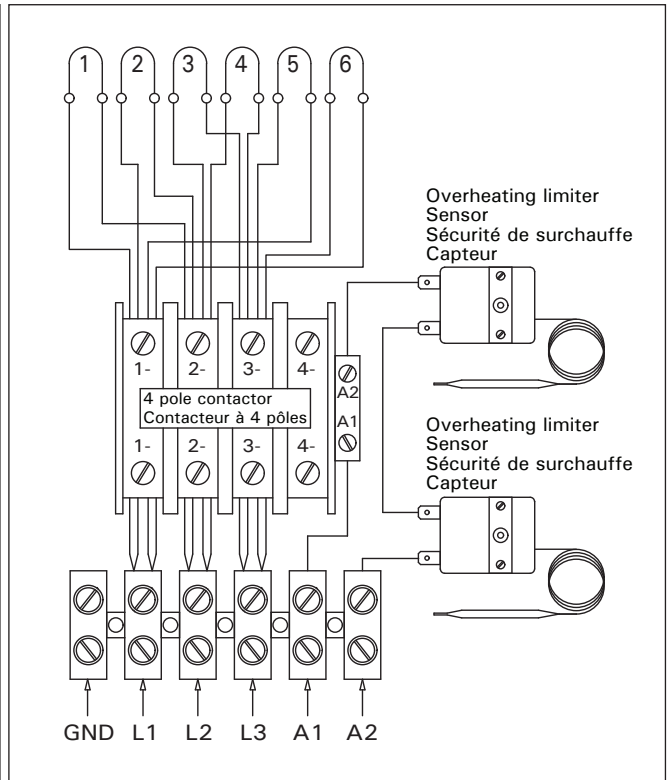 1 2 3 4 5 6
Overheating limiter
Sensor
Sécurité de surchauffe
Capteur
1- 2- 3- 4-
A2
4 pole contactor
Contacteur à 4 pôles
A1
1- 2- 3- 4-
Overheating limiter
Sensor
Sécurité de surchauffe
Capteur
GND L1 L2 L3 A1 A2